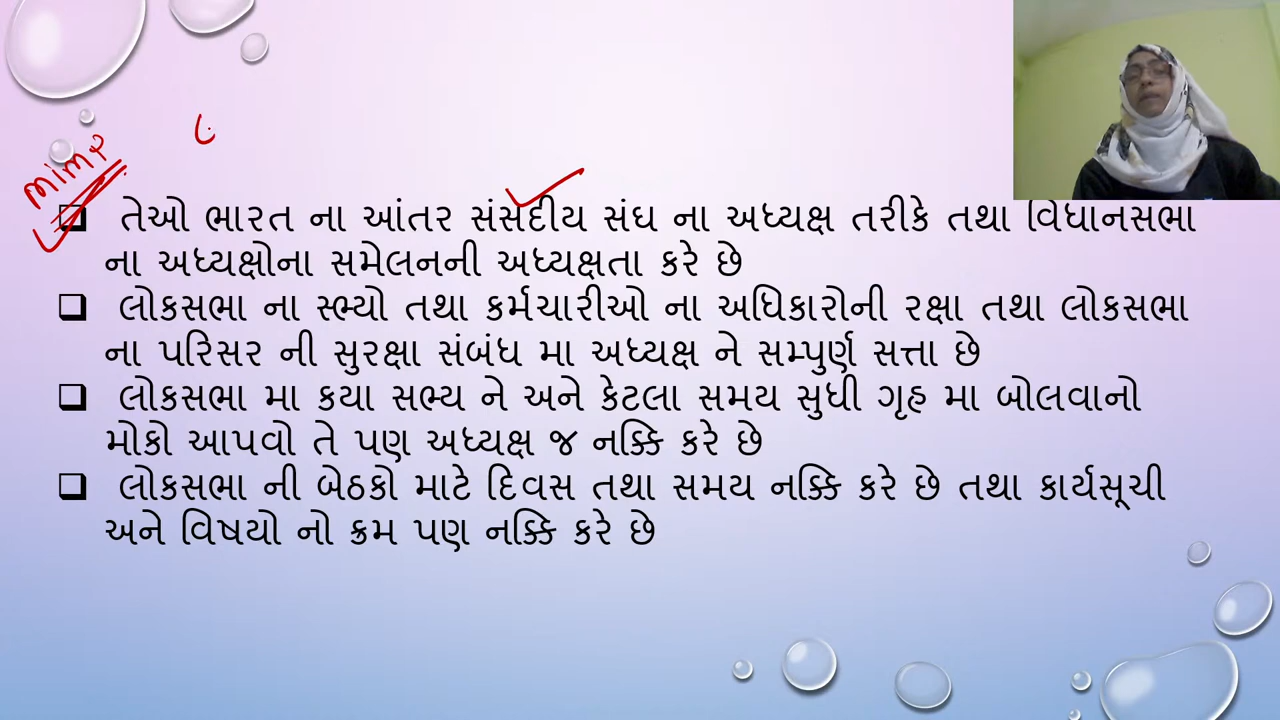 MIMP
તેઓ ભારત ના આંતર સંસદીય સંઘ ના અધ્યક્ષ તરીકે તથા વિધાનસભા
ના અધ્યક્ષોના સમેલનની અધ્યક્ષતા કરે છે
લોકસભા ના સ્ભ્યો તથા કર્મચારીઓ ના અધિકારોની રક્ષા તથા લોકસભા
ના પરિસર ની સુરક્ષા સંબંધ મા અધ્યક્ષ ને સમ્પુર્ણ સત્તા છે
લોકસભા મા કયા સભ્ય ને અને કેટલા સમય સુધી ગૃહ મા બોલવાનો
મોકો આપવો તે પણ અધ્યક્ષ જ નક્કિ કરે છે
લોકસભા ની બેઠકો માટે દિવસ તથા સમય નક્કિ કરે છે તથા કાર્યસૂચી
અને વિષયો નો ક્રમ પણ નક્કિ કરે છે